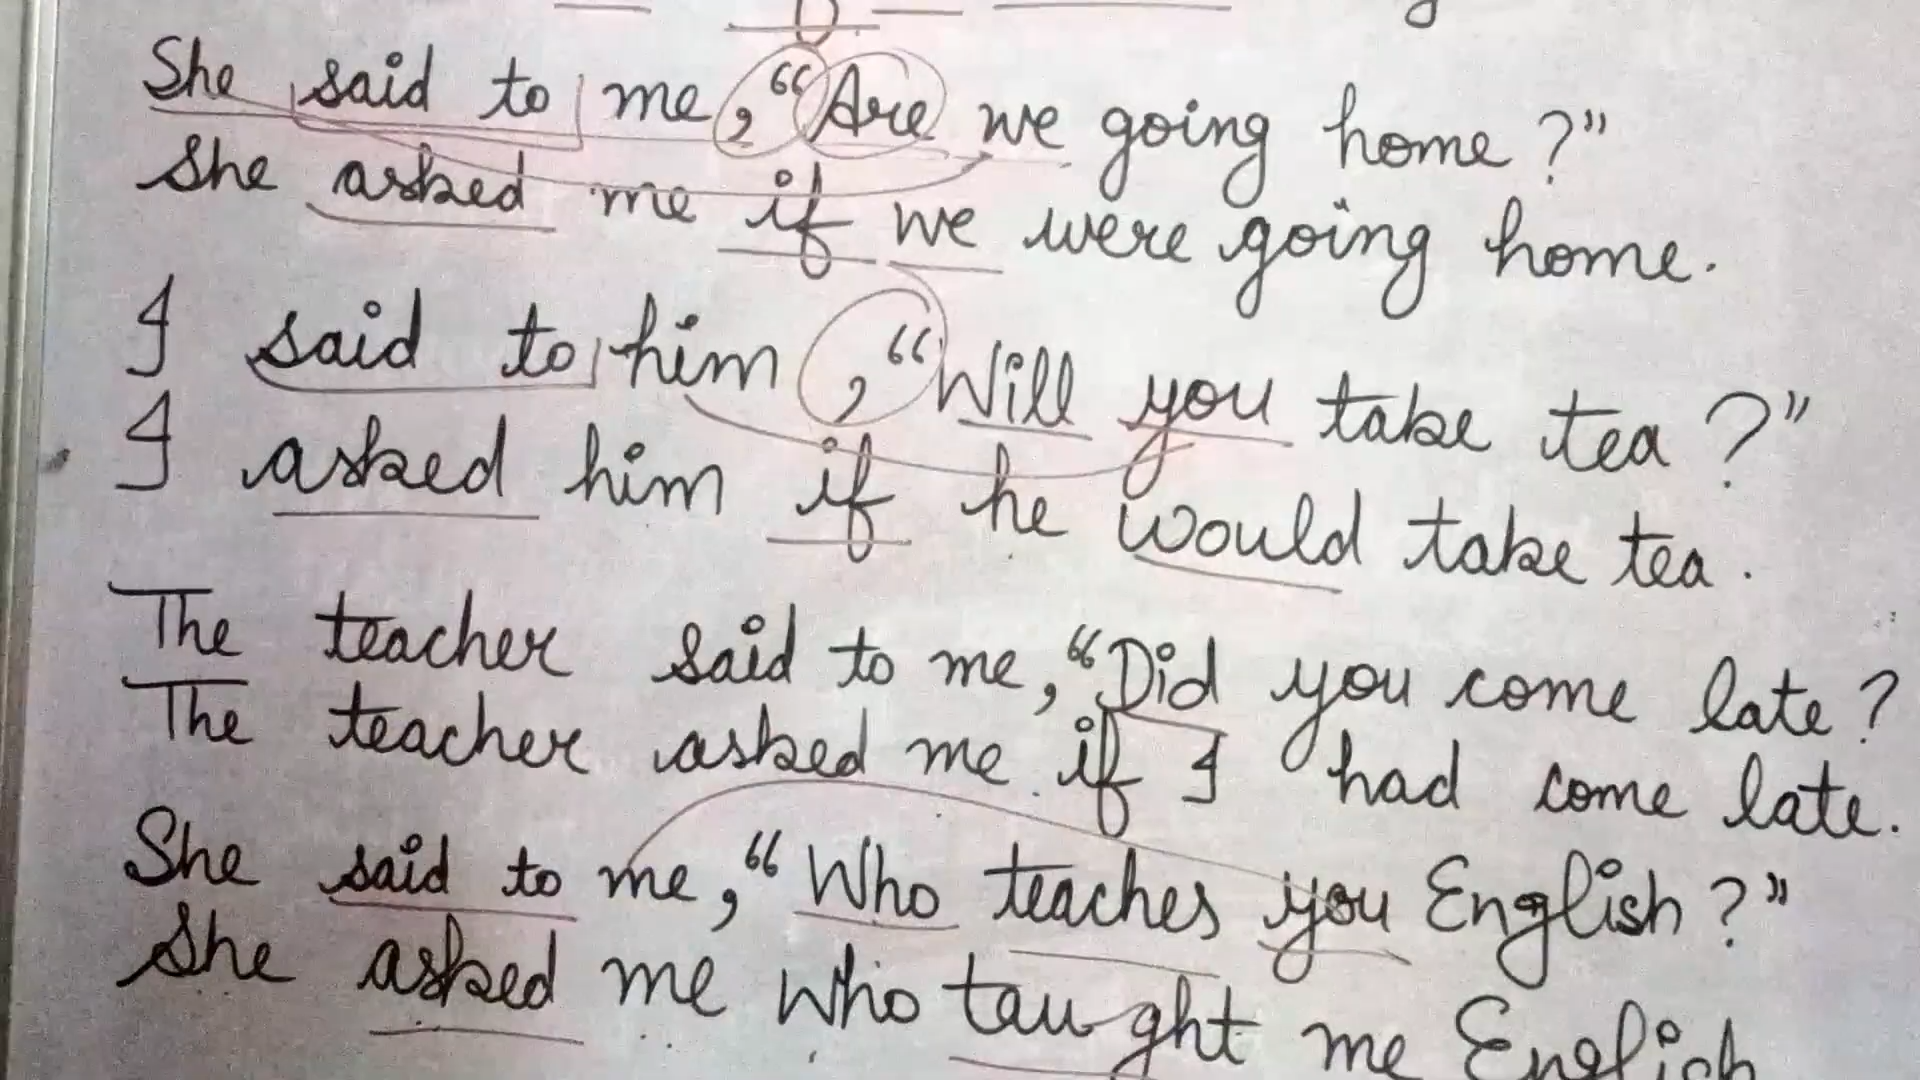 She said to me, “Are we going home?”
She asked me if we were going home.
I said to him, “Will you take tea?”
I asked him if he would take tea.
The teacher said to me, “Did you come late?
The teacher asked me if I had come late.
She said to me, “Who teaches you English?”
She asked me who taught me English